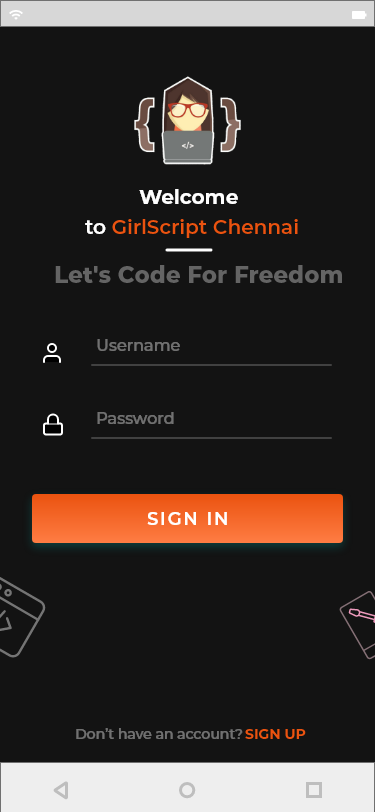 </>
Welcome
to GirlScript Chennai
Let's Code For Freedom
Username
Password
SIGN IN
Don't have an account? SIGN UP